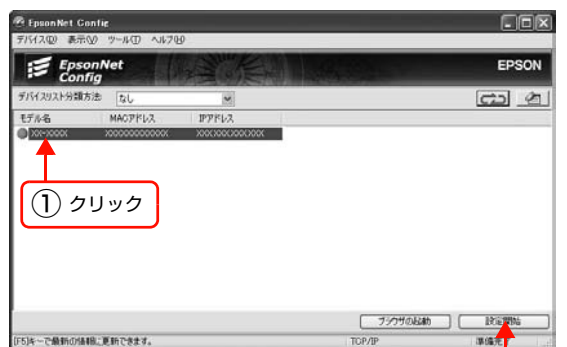 EpsonNet Config
デバイス(D) 表示(V) ツール(T) ヘルプ(H)
EpsonNet Config
EPSON
デバイスリスト分類方法: なし
モデル名 MACアドレス IPアドレス
XX-XXXX XXXXXXXXXXXX XXX.XXX.XXX.XXX
① クリック
ブラウザの起動 設定開始
[F5]キーで最新の情報に更新できます。 TCP/IP